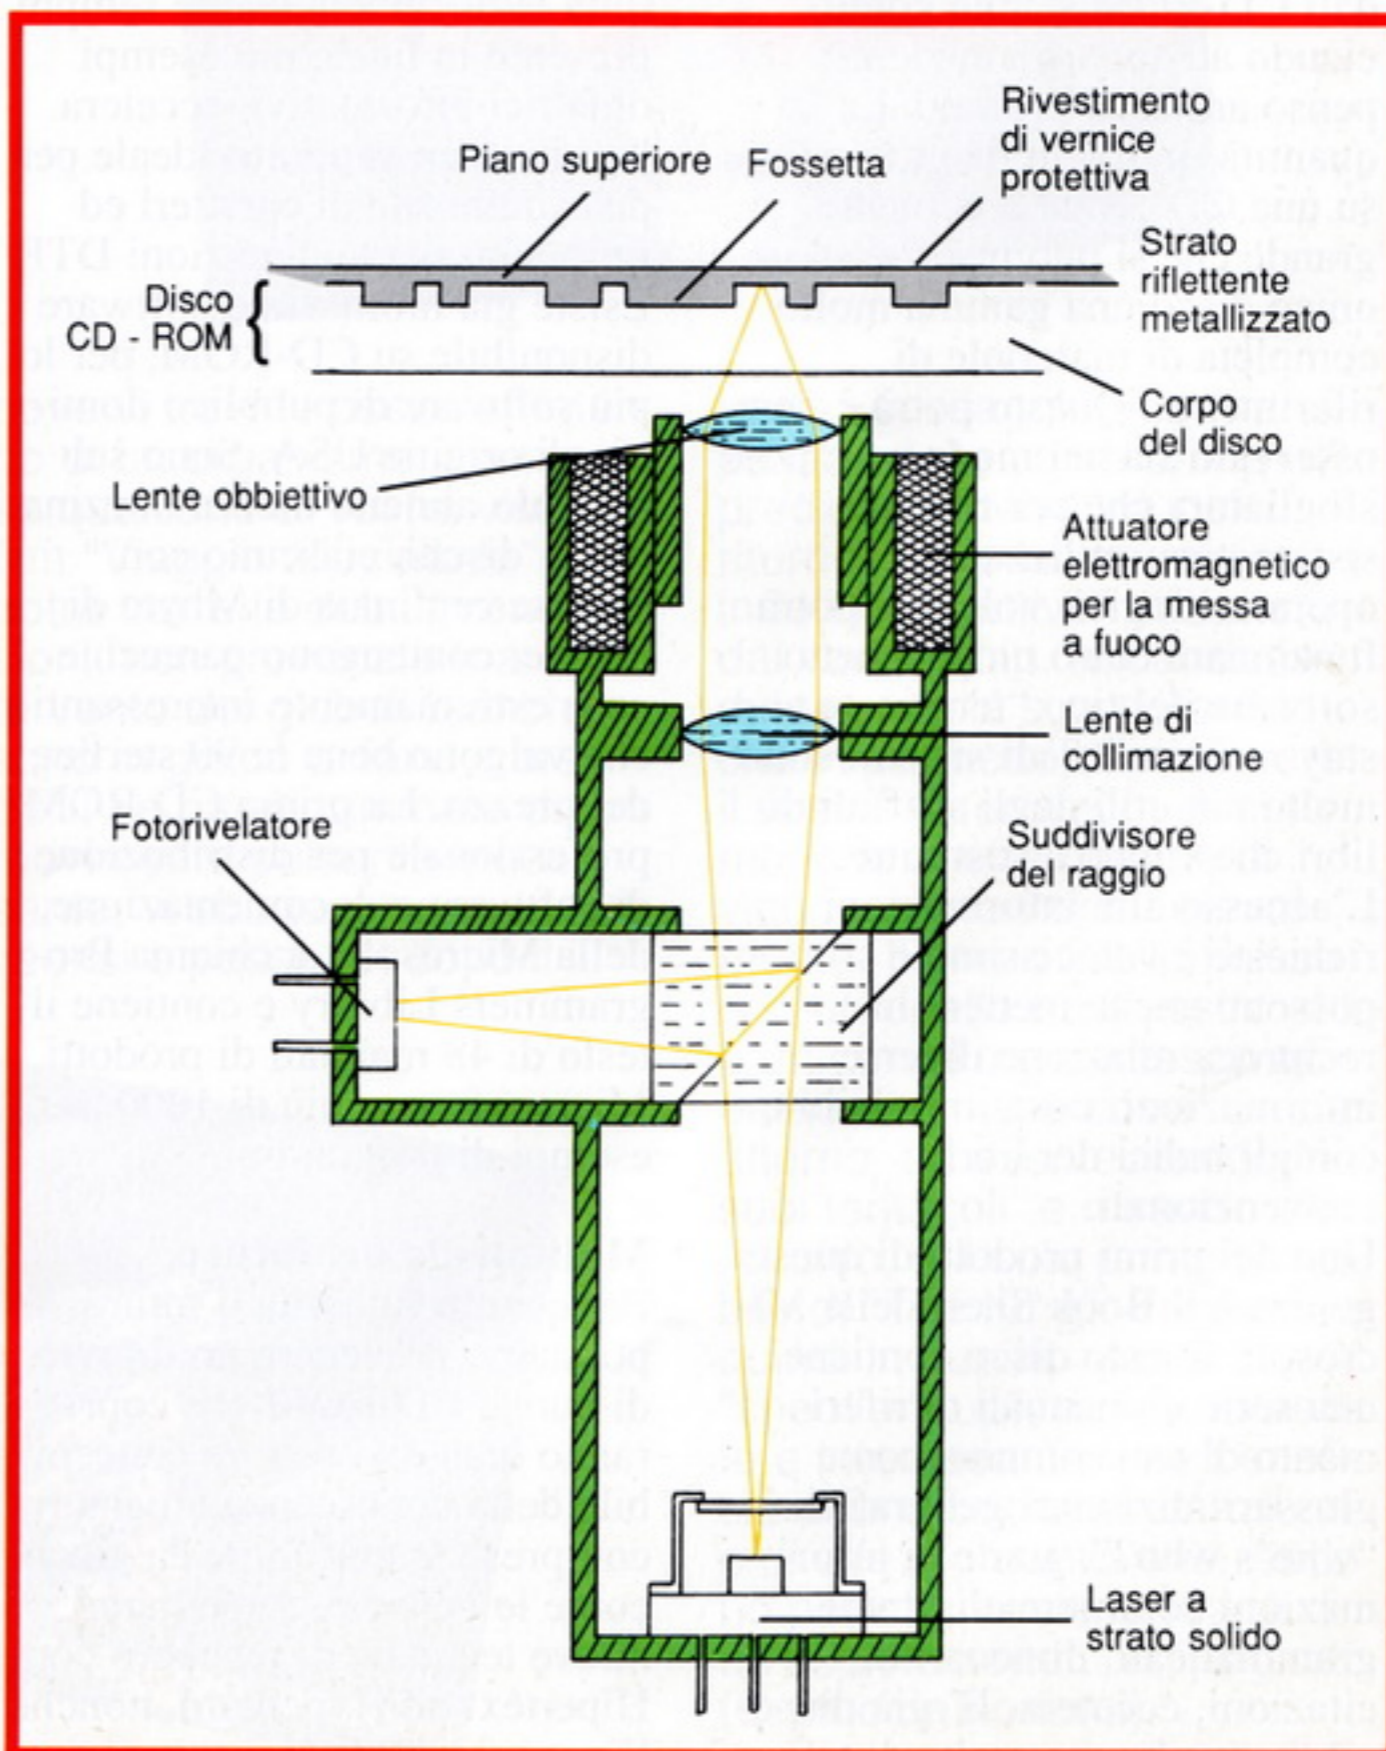 Rivestimento
di vernice
protettiva
Piano superiore
Fossetta
Strato
riflettente
metallizzato
Disco
CD - ROM
Corpo
del disco
Lente obbiettivo
Attuatore
elettromagnetico
per la messa
a fuoco
Lente di
collimazione
Fotorivelatore
Suddivisore
del raggio
Laser a
strato solido